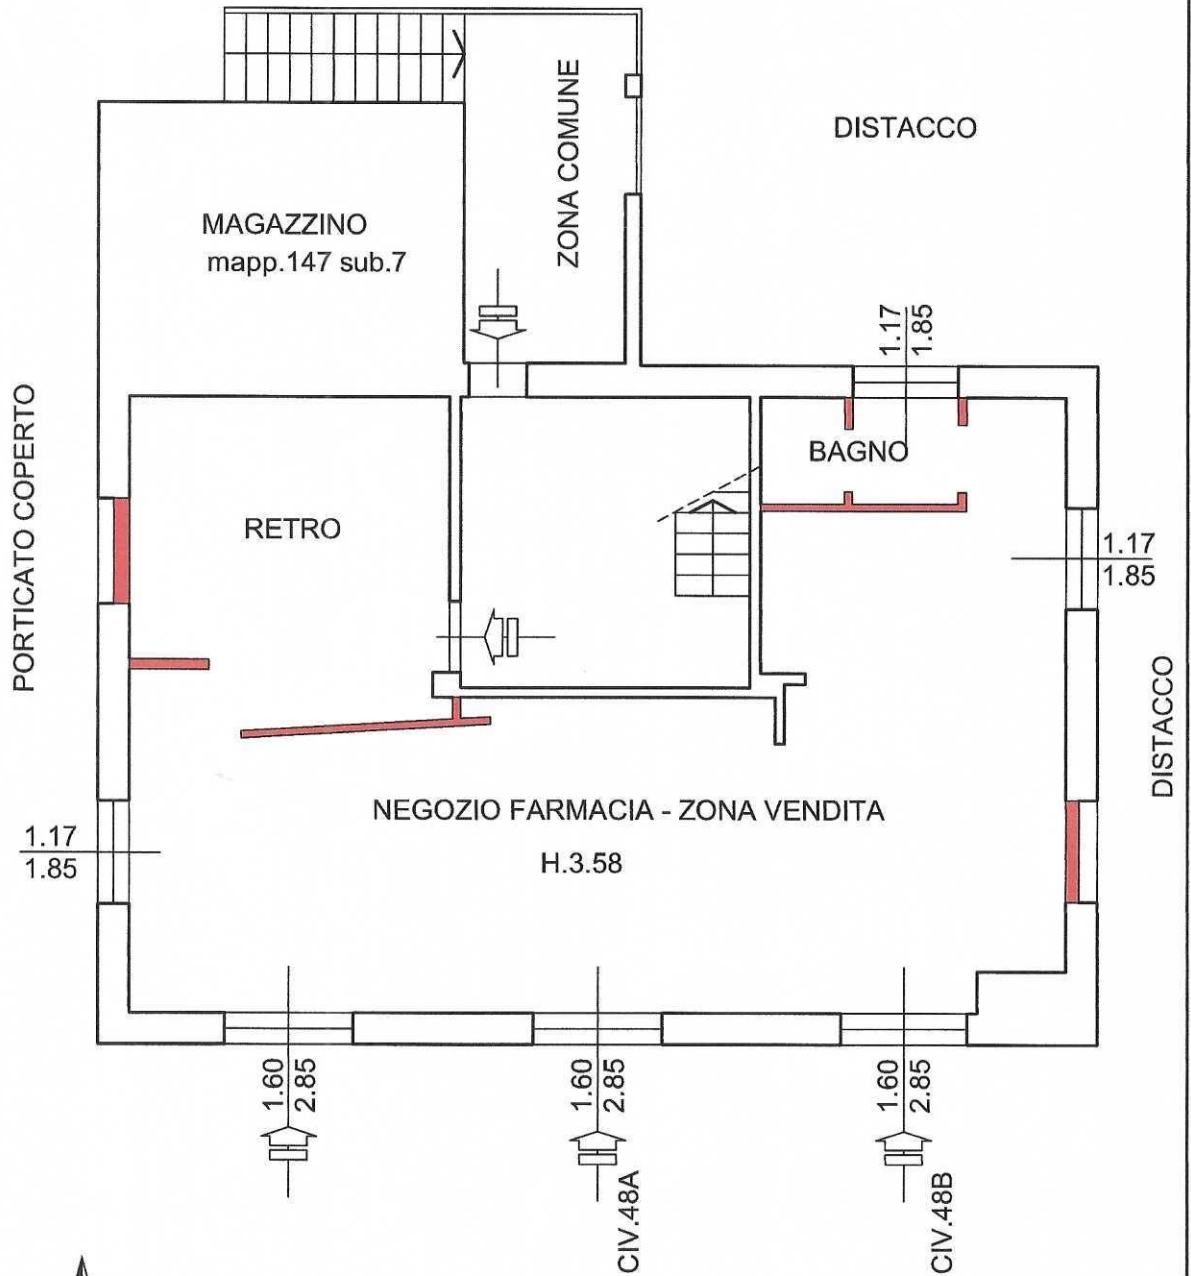 ZONA COMUNE
DISTACCO
MAGAZZINO
mapp.147 sub.7
1.17
1.85
PORTICATO COPERTO
BAGNO
RETRO
1.17
1.85
DISTACCO
NEGOZIO FARMACIA - ZONA VENDITA
H.3.58
1.17
1.85
1.60
2.85
1.60
2.85
1.60
2.85
CIV.48A
CIV.48B